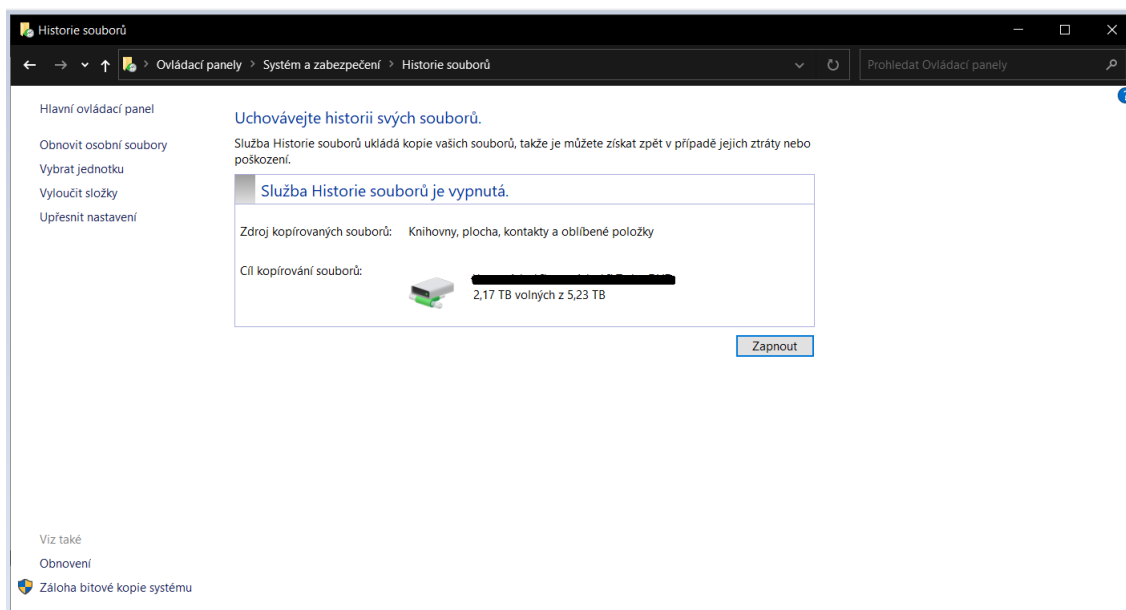 Historie souborů
Ovládací panely > Systém a zabezpečení > Historie souborů
Prohledat Ovládací panely
Hlavní ovládací panel
Obnovit osobní soubory
Vybrat jednotku
Vyloučit složky
Upřesnit nastavení
Uchovávejte historii svých souborů.
Služba Historie souborů ukládá kopie vašich souborů, takže je můžete získat zpět v případě jejich ztráty nebo
poškození.
Služba Historie souborů je vypnutá.
Zdroj kopírovaných souborů: Knihovny, plocha, kontakty a oblíbené položky
Cíl kopírování souborů:
2,17 TB volných z 5,23 TB
Zapnout
Viz také
Obnovení
Záloha bitové kopie systému